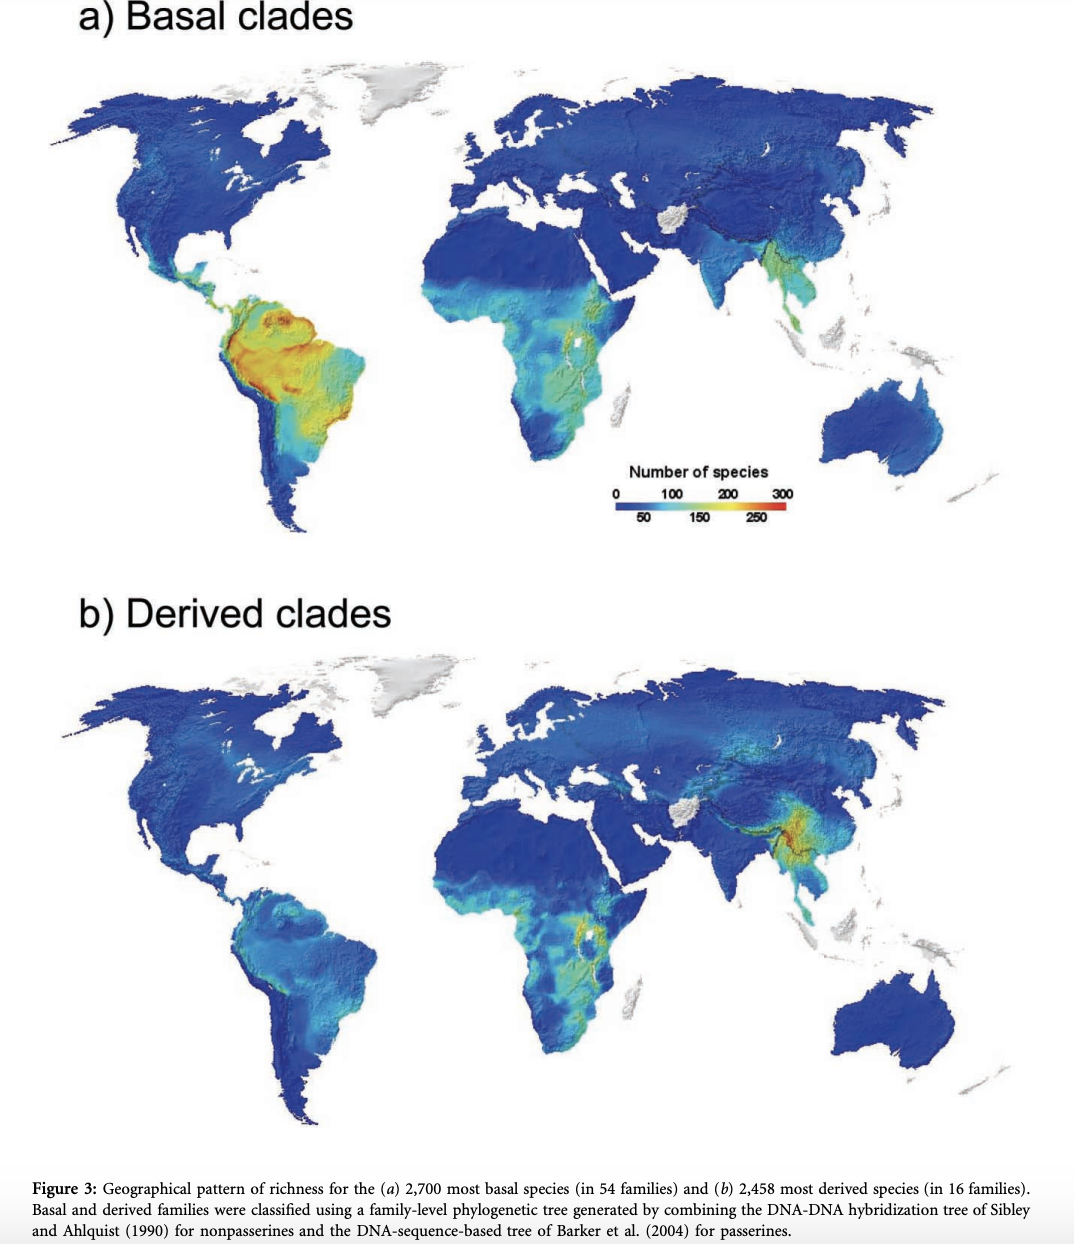 a) Basal clades
Number of species
0 100 200 300
50 150 250
b) Derived clades
Figure 3: Geographical pattern of richness for the (a) 2,700 most basal species (in 54 families) and (b) 2,458 most derived species (in 16 families).
Basal and derived families were classified using a family-level phylogenetic tree generated by combining the DNA-DNA hybridization tree of Sibley
and Ahlquist (1990) for nonpasserines and the DNA-sequence-based tree of Barker et al. (2004) for passerines.